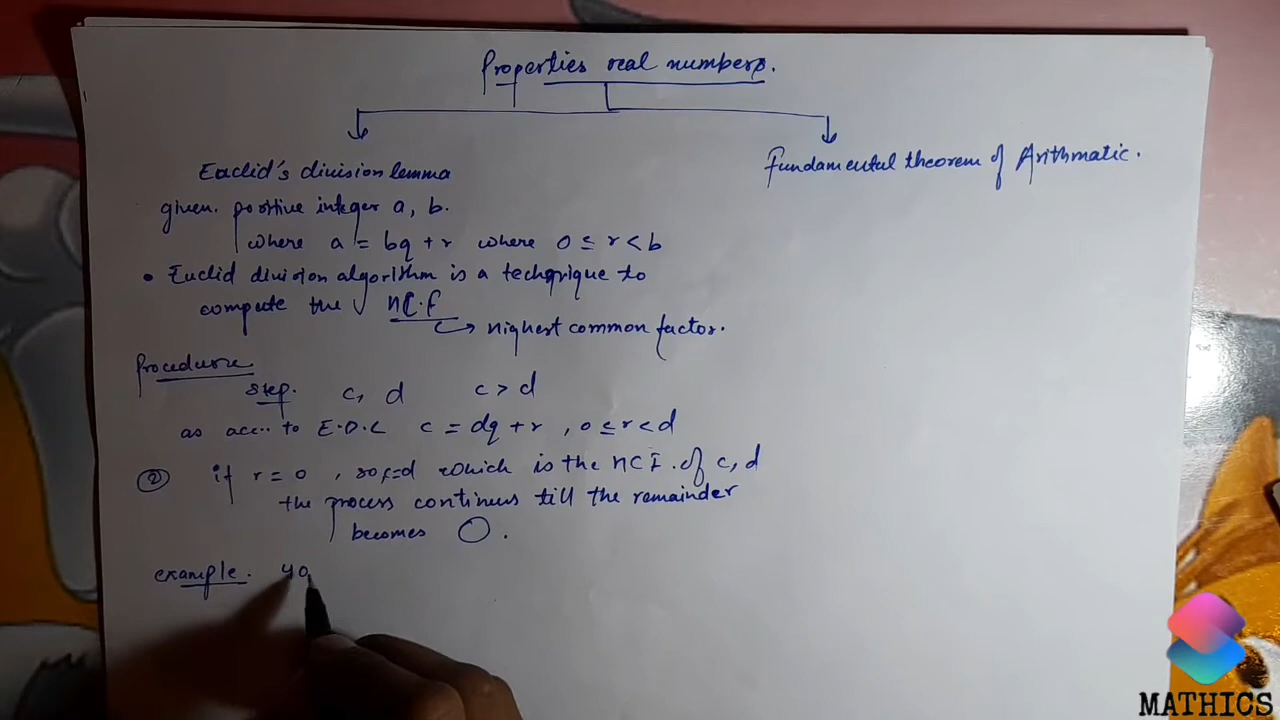 Properties real numbers.
Euclid's division lemma
Fundamental theorem of Arithmatic.
given. positive integer a, b.
where a = bq + r where 0 ≤ r < b
• Euclid division algorithm is a technique to
compute the H.C.F
↳ highest common factor.
Procedure
step. c, d c > d
as acc.. to E.D.L c = dq + r , 0 ≤ r < d
② if r = 0 , so which is the HCF. of c, d
the process continues till the remainder
becomes 0.
example. 40
MATHICS